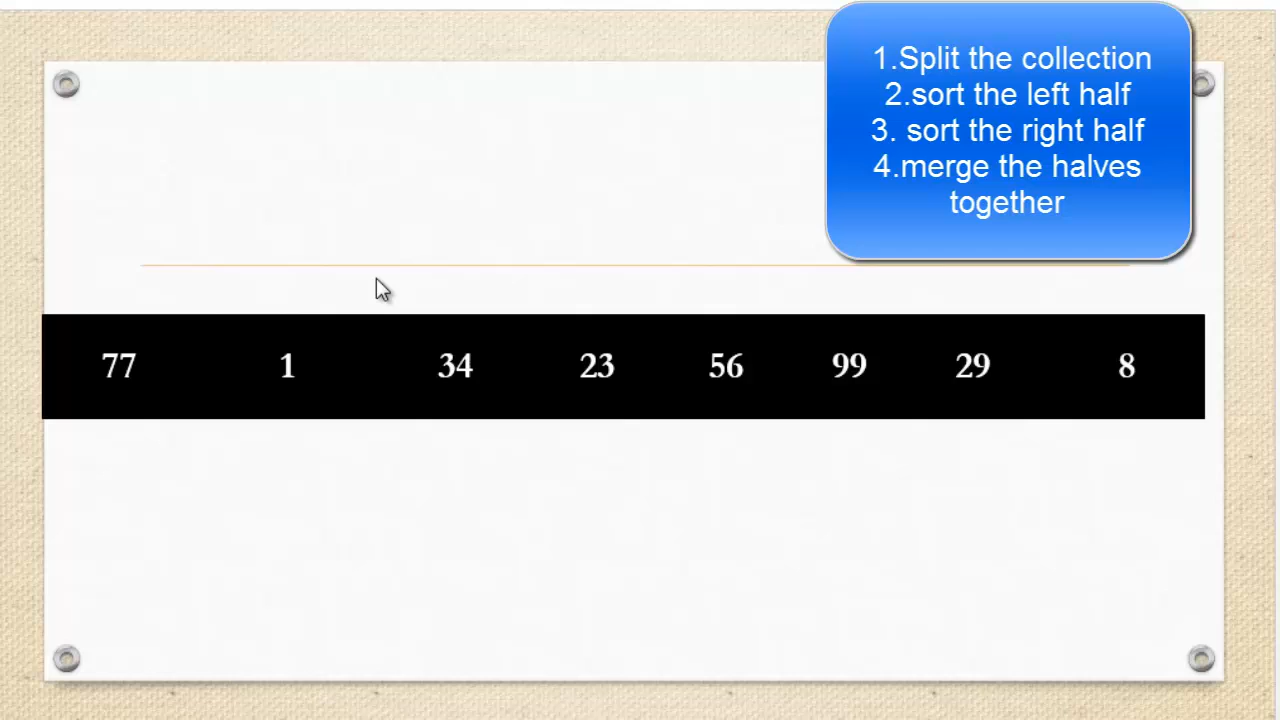 1.Split the collection
2.sort the left half
3. sort the right half
4.merge the halves
together
77 1 34 23 56 99 29 8